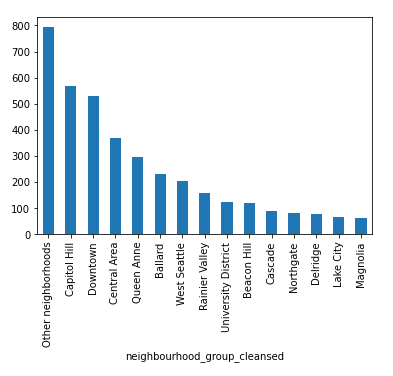 800
700
600
500
400
300
200
100
0
Other neighborhoods
Capitol Hill
Downtown
Central Area
Queen Anne
Ballard
West Seattle
Rainier Valley
University District
Beacon Hill
Cascade
Northgate
Delridge
Lake City
Magnolia
neighbourhood_group_cleansed